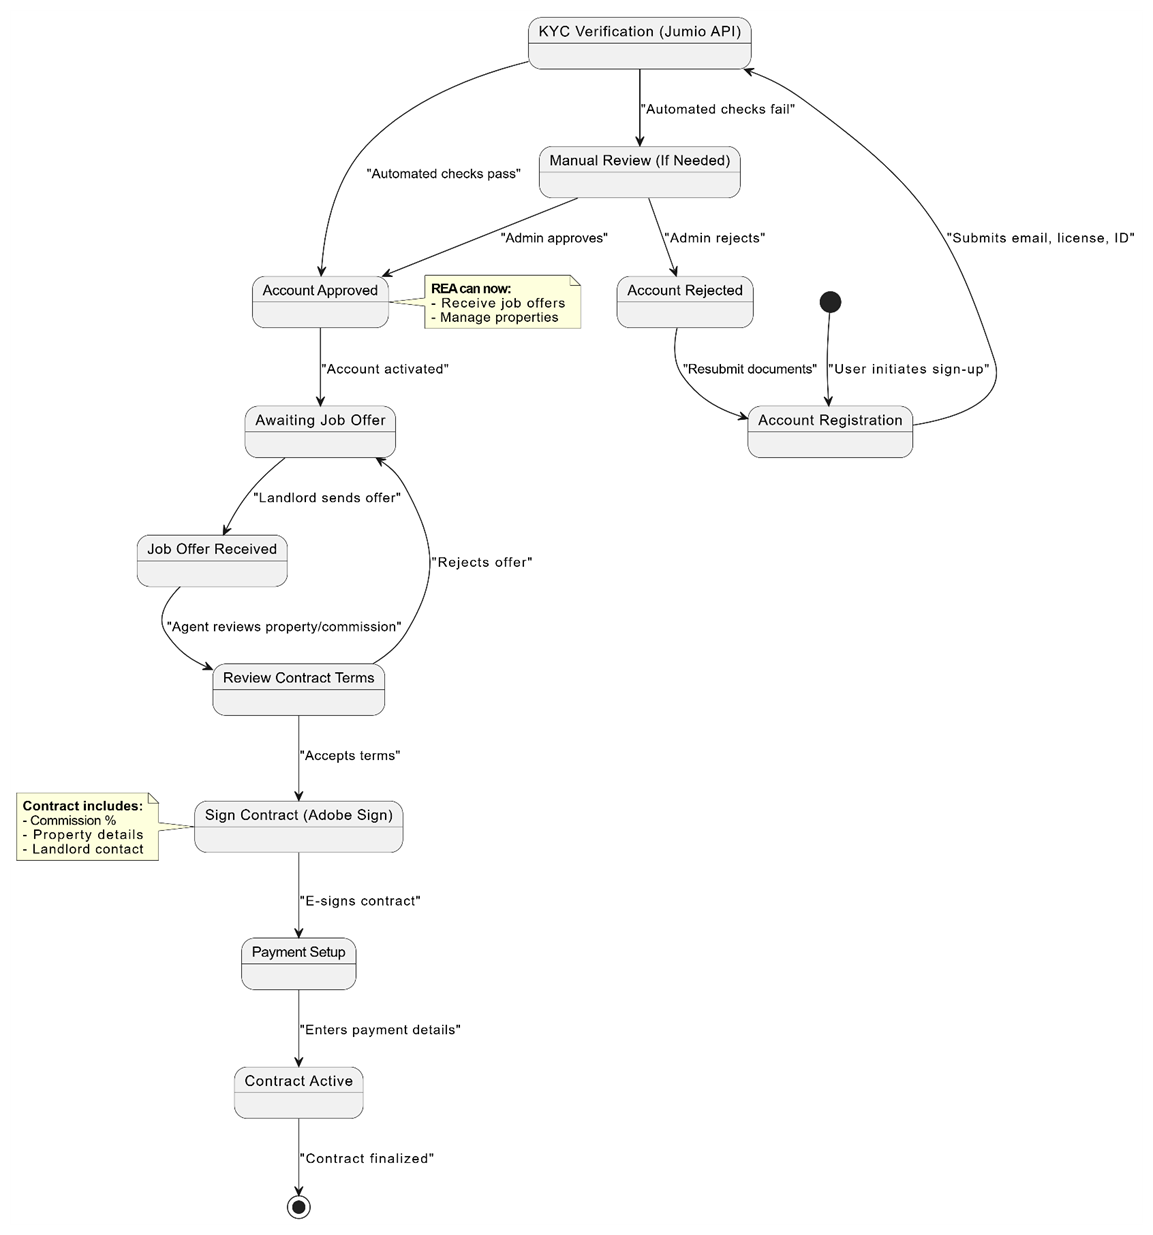 KYC Verification (Jumio API)
"Automated checks fail"
Manual Review (If Needed)
"Automated checks pass"
"Admin approves"
"Admin rejects"
"Submits email, license, ID"
Account Approved
REA can now:
- Receive job offers
- Manage properties
Account Rejected
"Account activated"
"Resubmit documents"
"User initiates sign-up"
Awaiting Job Offer
Account Registration
"Landlord sends offer"
Job Offer Received
"Rejects offer"
"Agent reviews property/commission"
Review Contract Terms
"Accepts terms"
Contract includes:
- Commission %
- Property details
- Landlord contact
Sign Contract (Adobe Sign)
"E-signs contract"
Payment Setup
"Enters payment details"
Contract Active
"Contract finalized"